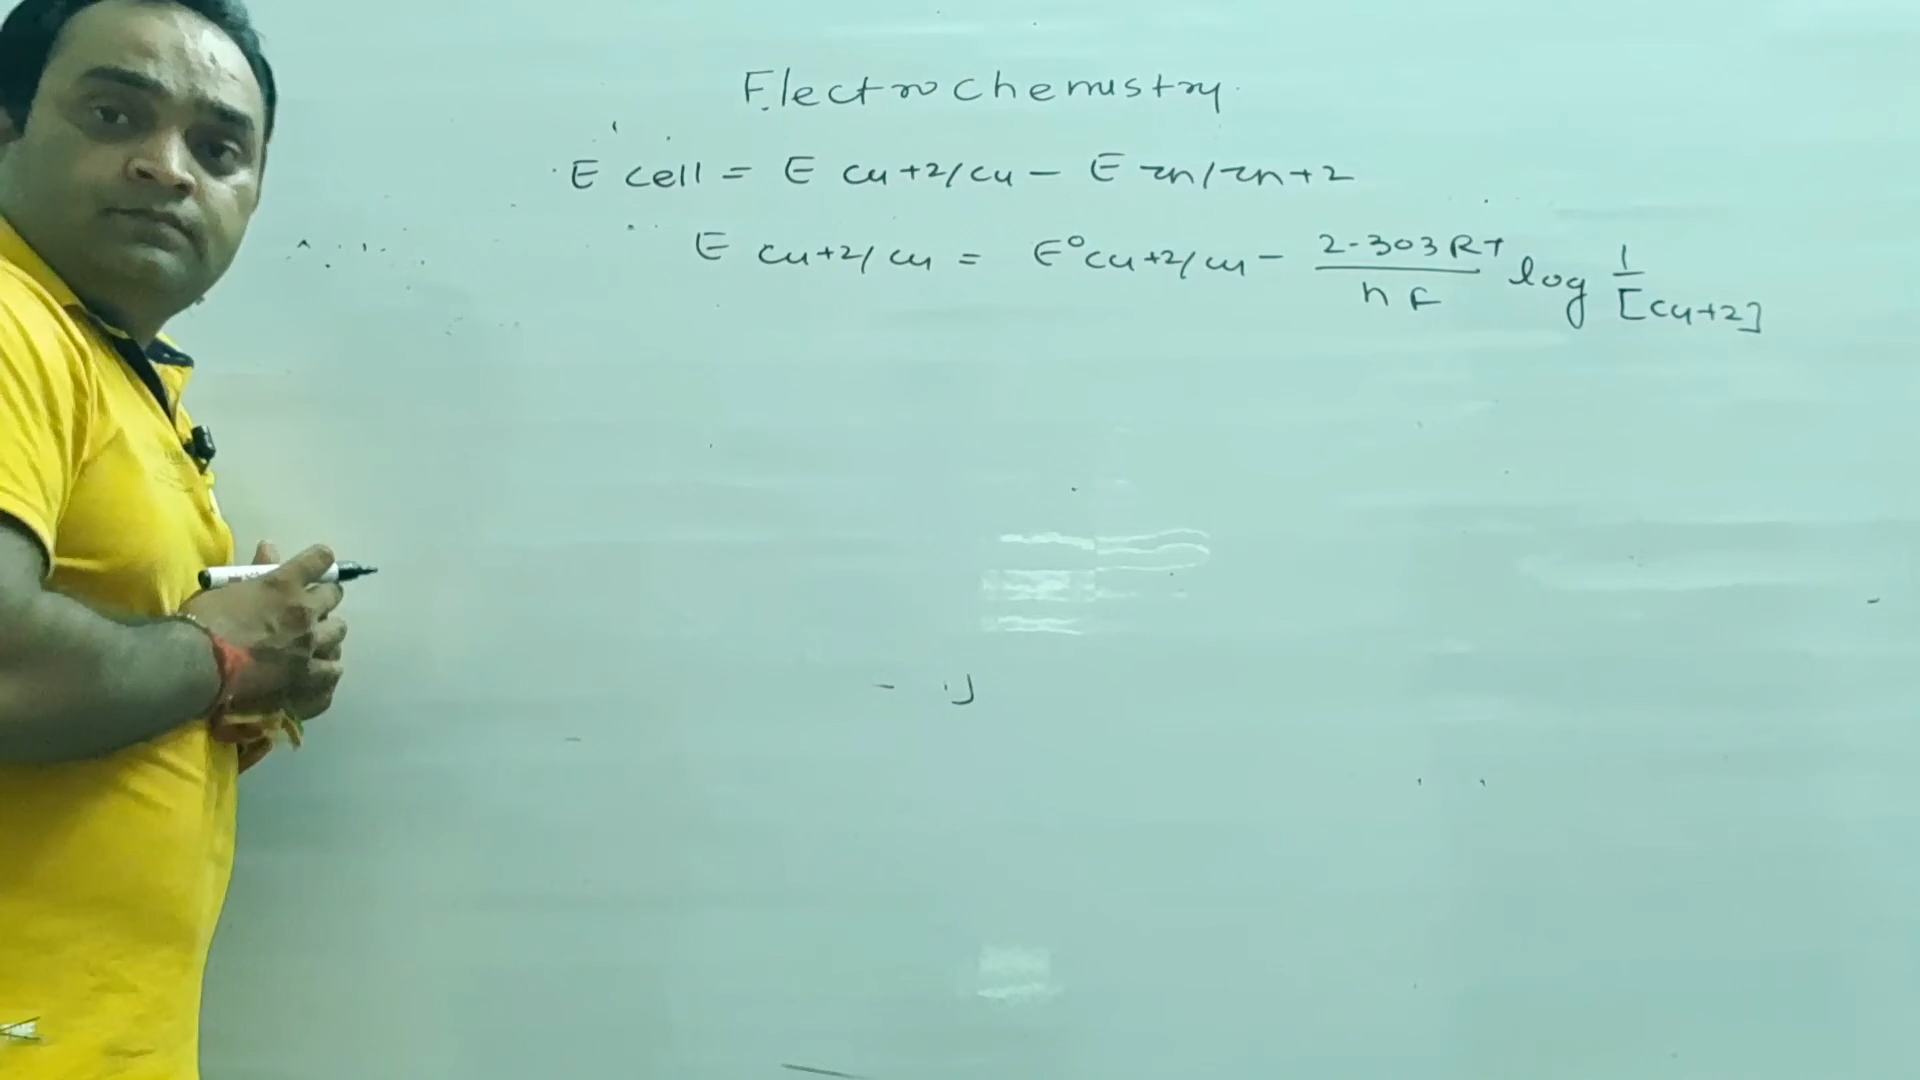 Electrochemistry.
E cell = E Cu+2/Cu - E Zn/Zn+2
E Cu+2/Cu = E°Cu+2/Cu - 2.303RT/nF log 1/[Cu+2]